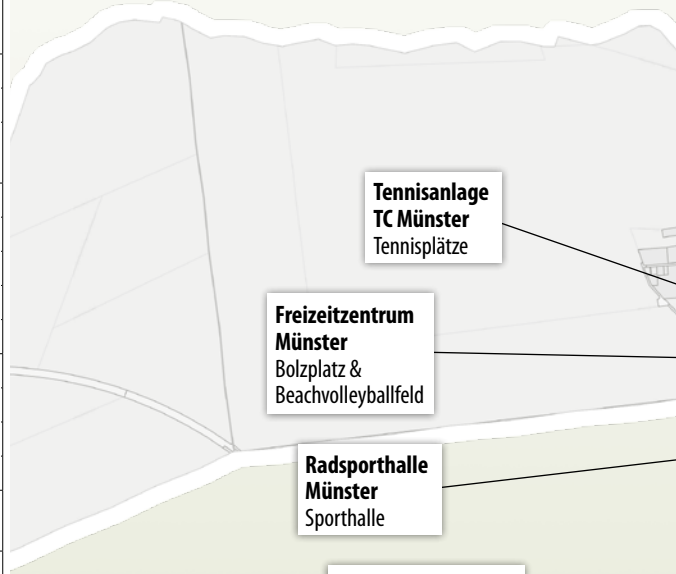 Tennisanlage
TC Münster
Tennisplätze
Freizeitzentrum
Münster
Bolzplatz &
Beachvolleyballfeld
Radsporthalle
Münster
Sporthalle